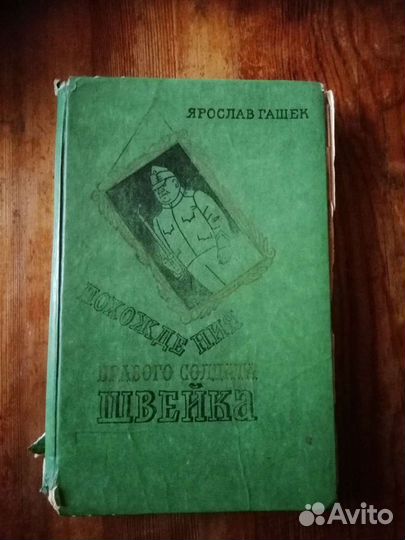 ЯРОСЛАВ ГАШЕК
ПОХОЖДЕНИЯ
БРАВОГО СОЛДАТА
ШВЕЙКА
Avito